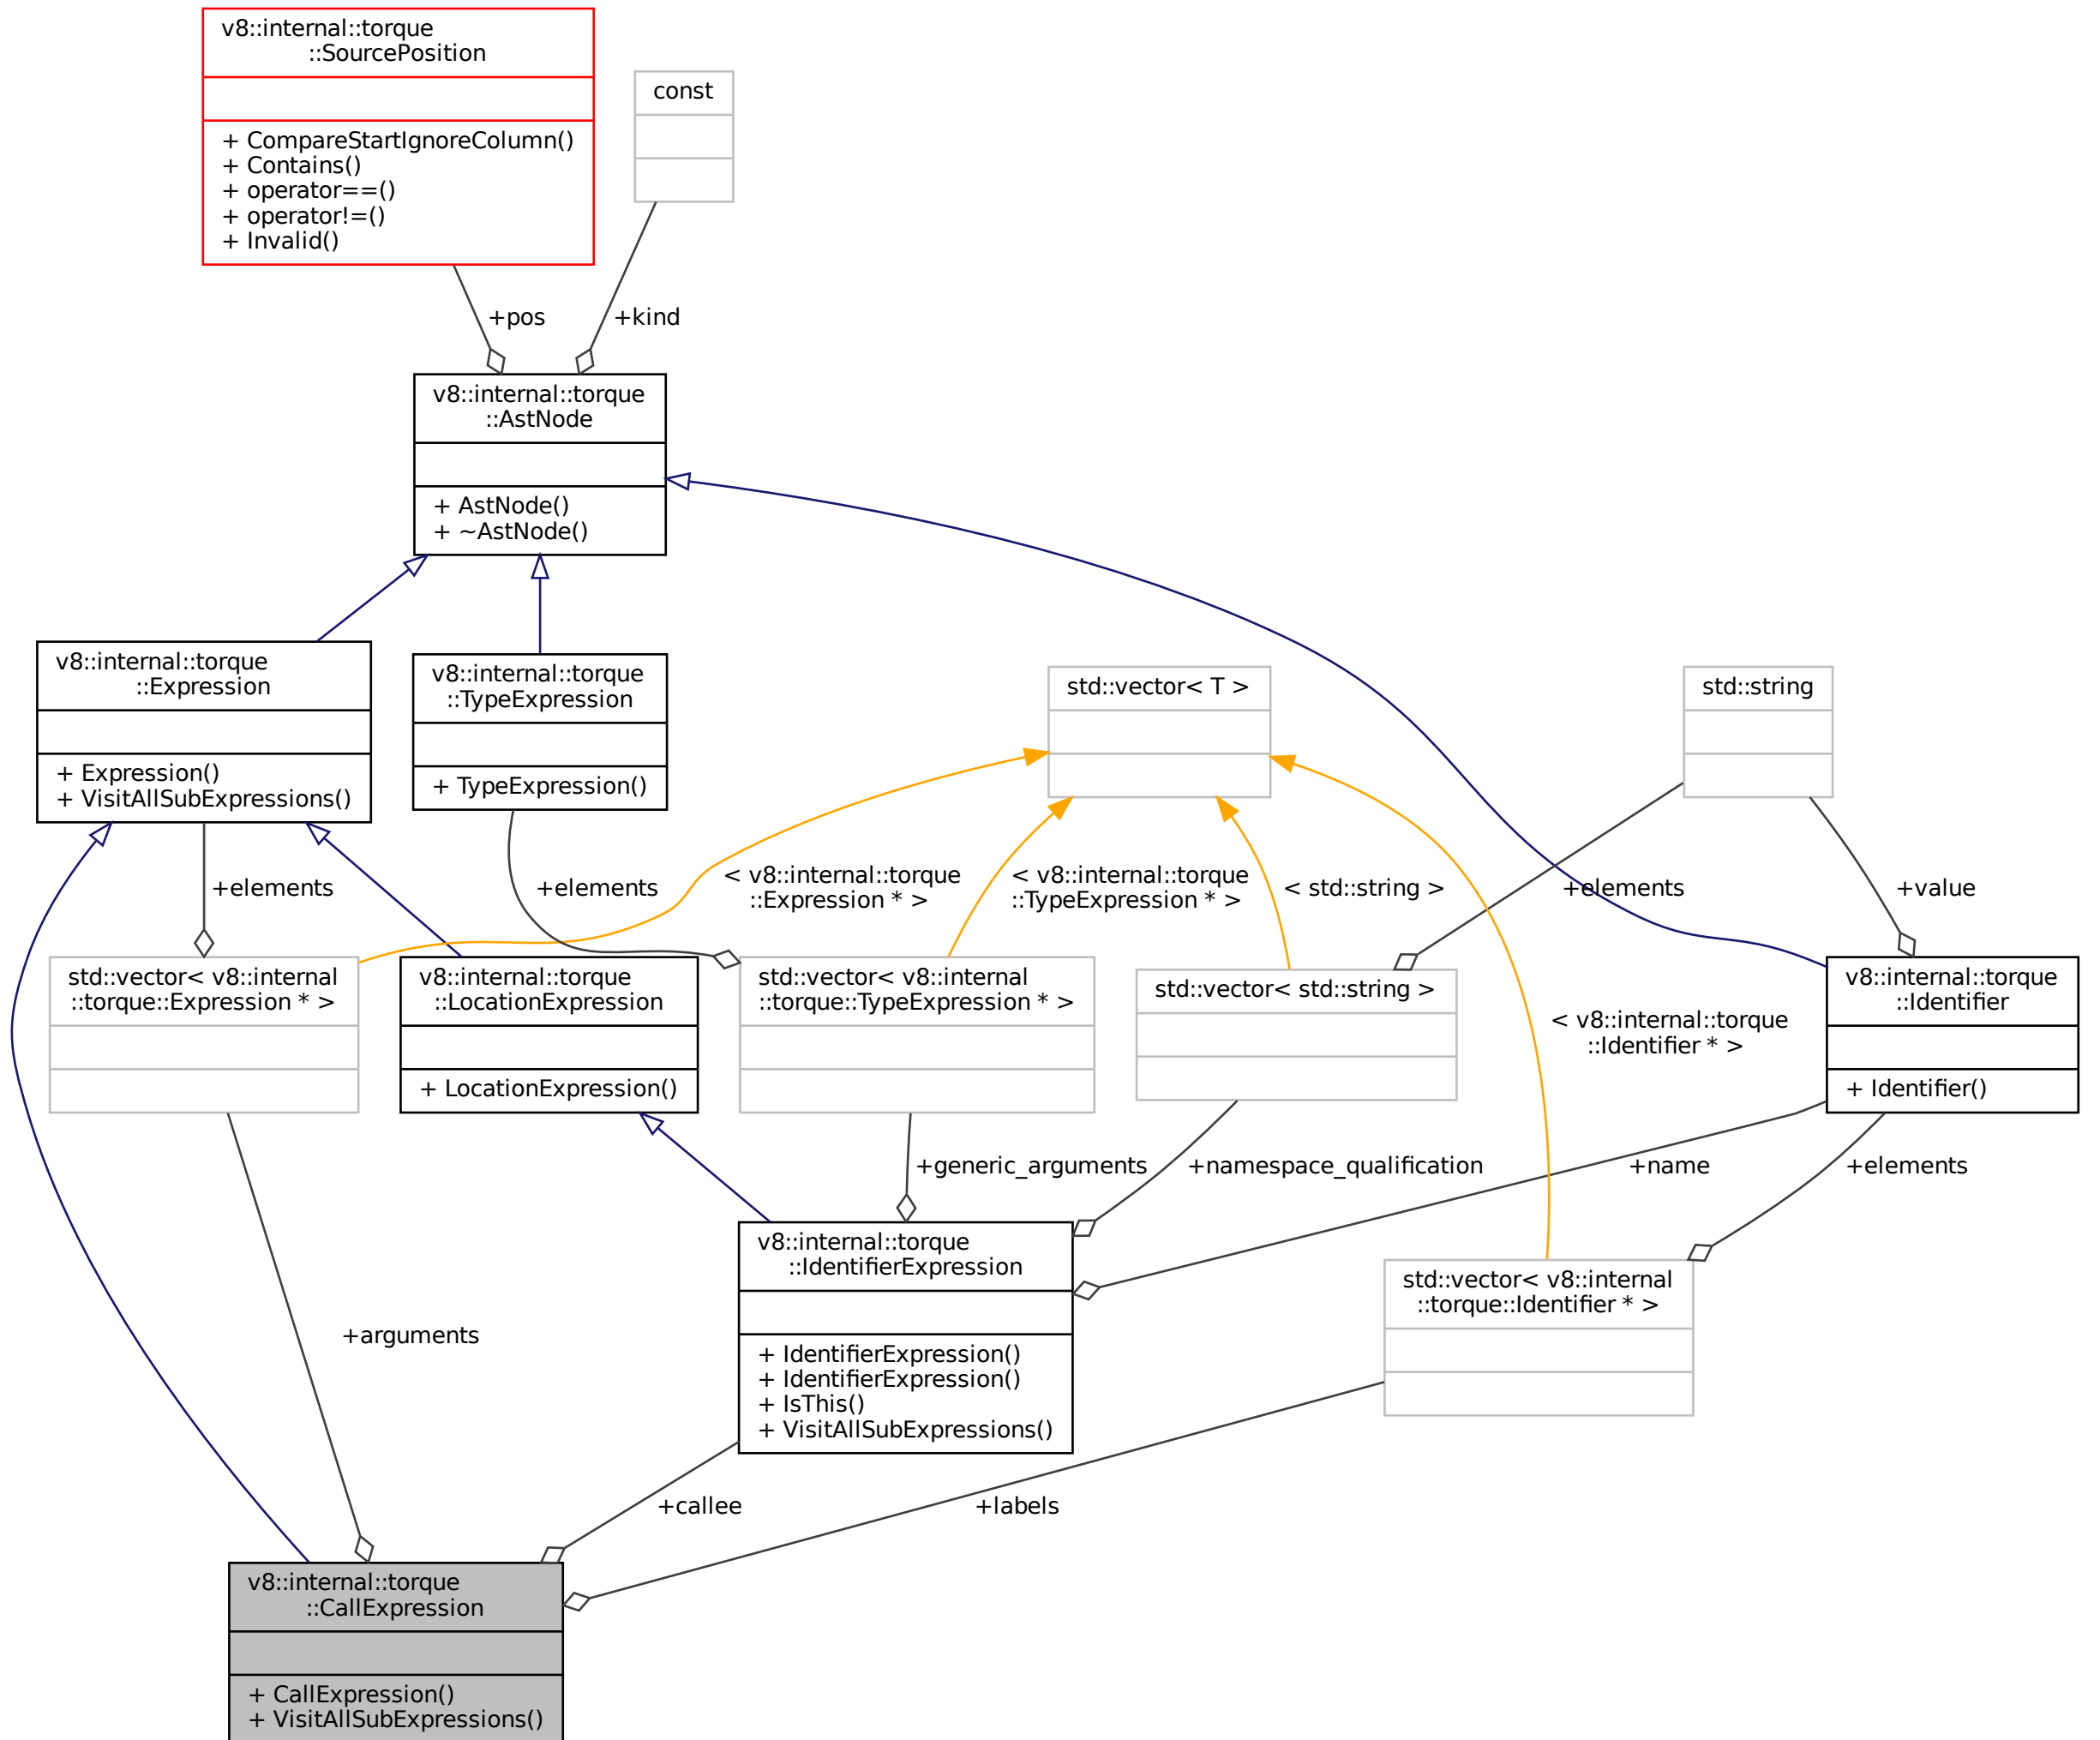 v8::internal::torque
::SourcePosition
+ CompareStartIgnoreColumn()
+ Contains()
+ operator==()
+ operator!=()
+ Invalid()
const
+pos
+kind
v8::internal::torque
::AstNode
+ AstNode()
+ ~AstNode()
v8::internal::torque
::Expression
+ Expression()
+ VisitAllSubExpressions()
v8::internal::torque
::TypeExpression
+ TypeExpression()
std::vector< T >
std::string
+elements
+elements
< v8::internal::torque
::Expression * >
< v8::internal::torque
::TypeExpression * >
< std::string >
+elements
+value
std::vector< v8::internal
::torque::Expression * >
v8::internal::torque
::LocationExpression
+ LocationExpression()
std::vector< v8::internal
::torque::TypeExpression * >
std::vector< std::string >
< v8::internal::torque
::Identifier * >
v8::internal::torque
::Identifier
+ Identifier()
+generic_arguments
+namespace_qualification
+name
+elements
v8::internal::torque
::IdentifierExpression
+ IdentifierExpression()
+ IdentifierExpression()
+ IsThis()
+ VisitAllSubExpressions()
std::vector< v8::internal
::torque::Identifier * >
+arguments
+callee
+labels
v8::internal::torque
::CallExpression
+ CallExpression()
+ VisitAllSubExpressions()